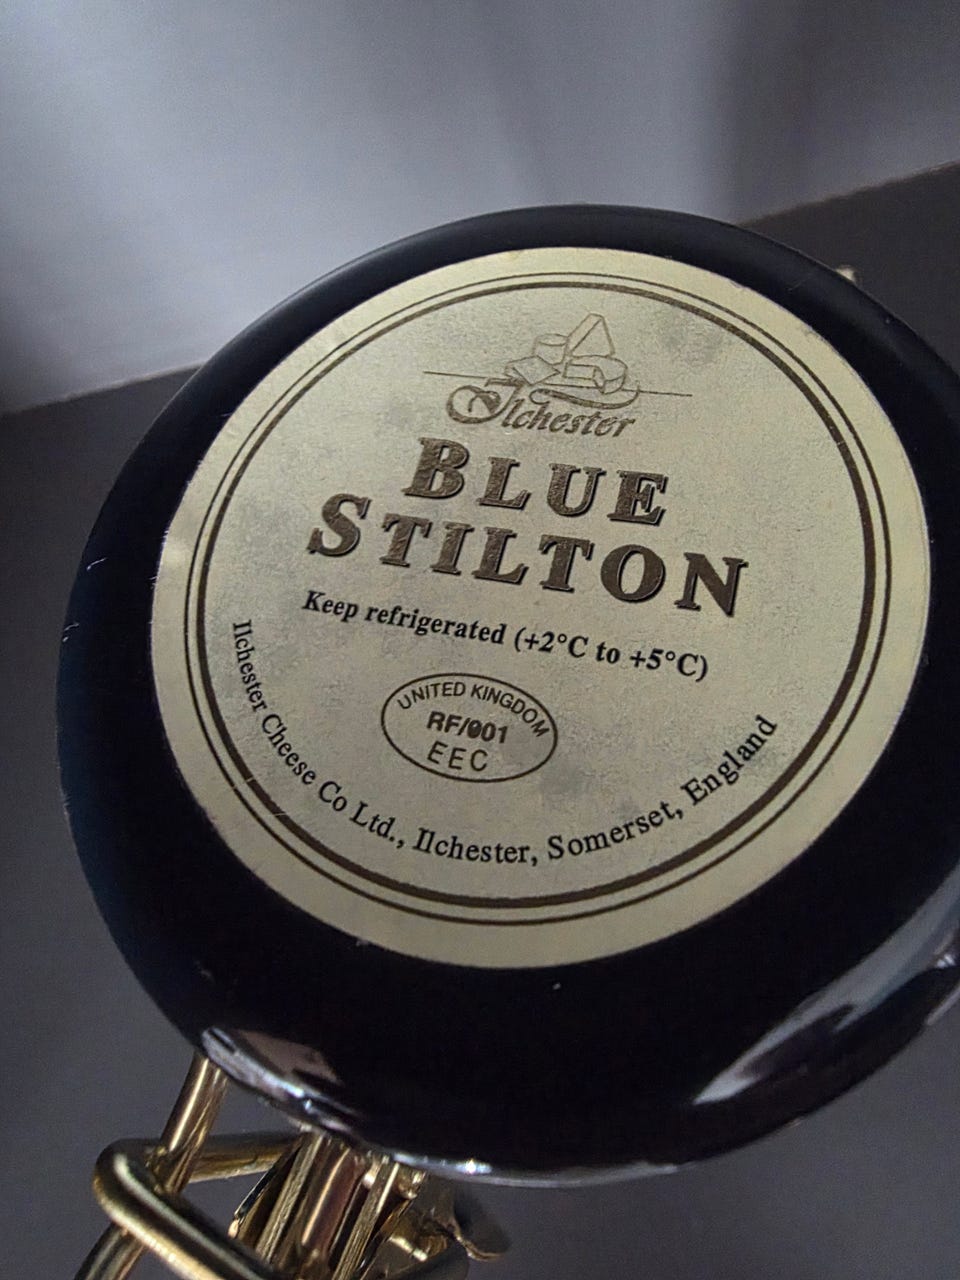 Ilchester
BLUE
STILTON
Keep refrigerated (+2°C to +5°C)
UNITED KINGDOM
RF/001
EEC
Ilchester Cheese Co Ltd., Ilchester, Somerset, England